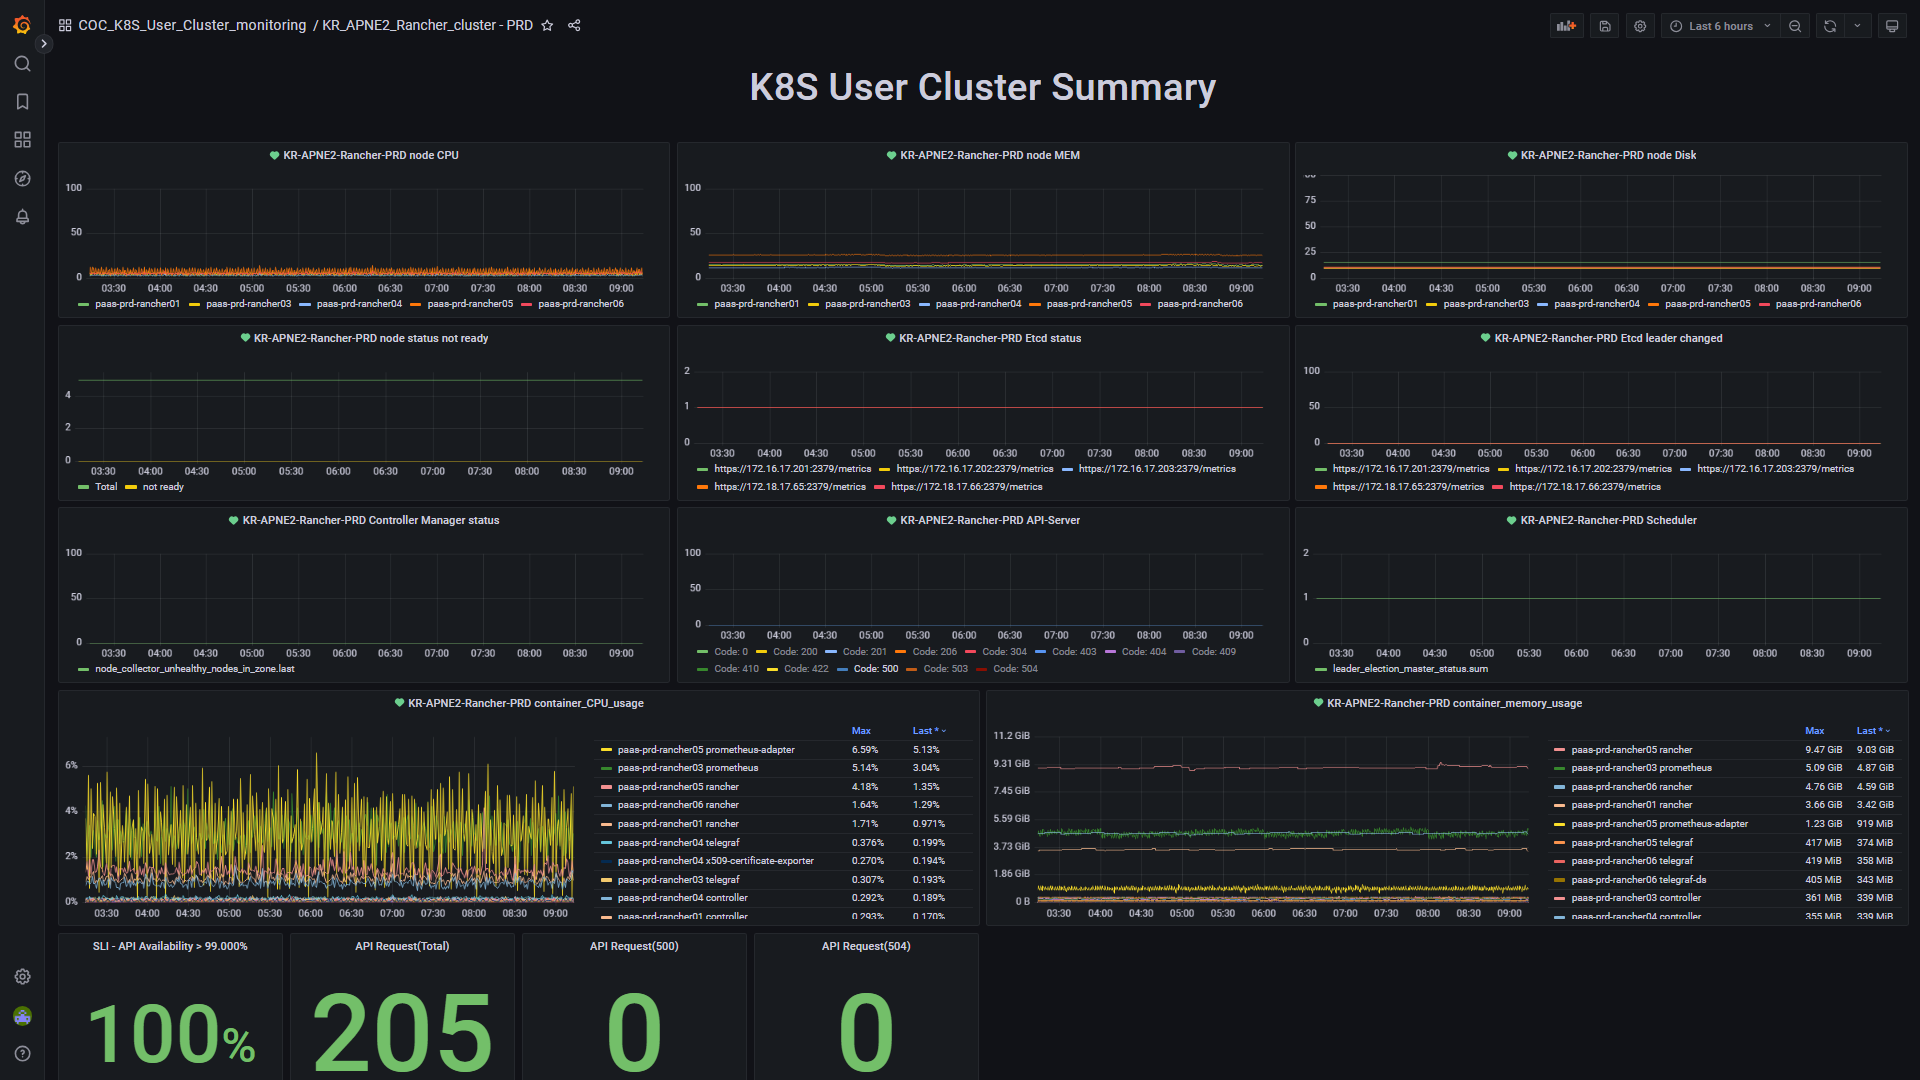 COC_K8S_User_Cluster_monitoring / KR_APNE2_Rancher_cluster - PRD
Last 6 hours
K8S User Cluster Summary
KR-APNE2-Rancher-PRD node CPU
100
50
0
03:30 04:00 04:30 05:00 05:30 06:00 06:30 07:00 07:30 08:00 08:30 09:00
paas-prd-rancher01 paas-prd-rancher03 paas-prd-rancher04 paas-prd-rancher05 paas-prd-rancher06
KR-APNE2-Rancher-PRD node MEM
100
50
0
03:30 04:00 04:30 05:00 05:30 06:00 06:30 07:00 07:30 08:00 08:30 09:00
paas-prd-rancher01 paas-prd-rancher03 paas-prd-rancher04 paas-prd-rancher05 paas-prd-rancher06
KR-APNE2-Rancher-PRD node Disk
75
50
25
0
03:30 04:00 04:30 05:00 05:30 06:00 06:30 07:00 07:30 08:00 08:30 09:00
paas-prd-rancher01 paas-prd-rancher03 paas-prd-rancher04 paas-prd-rancher05 paas-prd-rancher06
KR-APNE2-Rancher-PRD node status not ready
4
2
0
03:30 04:00 04:30 05:00 05:30 06:00 06:30 07:00 07:30 08:00 08:30 09:00
Total not ready
KR-APNE2-Rancher-PRD Etcd status
2
1
0
03:30 04:00 04:30 05:00 05:30 06:00 06:30 07:00 07:30 08:00 08:30 09:00
https://172.16.17.201:2379/metrics https://172.16.17.202:2379/metrics https://172.16.17.203:2379/metrics
https://172.18.17.65:2379/metrics https://172.18.17.66:2379/metrics
KR-APNE2-Rancher-PRD Etcd leader changed
100
50
0
03:30 04:00 04:30 05:00 05:30 06:00 06:30 07:00 07:30 08:00 08:30 09:00
https://172.16.17.201:2379/metrics https://172.16.17.202:2379/metrics https://172.16.17.203:2379/metrics
https://172.18.17.65:2379/metrics https://172.18.17.66:2379/metrics
KR-APNE2-Rancher-PRD Controller Manager status
100
50
0
03:30 04:00 04:30 05:00 05:30 06:00 06:30 07:00 07:30 08:00 08:30 09:00
node_collector_unhealthy_nodes_in_zone.last
KR-APNE2-Rancher-PRD API-Server
100
50
0
03:30 04:00 04:30 05:00 05:30 06:00 06:30 07:00 07:30 08:00 08:30 09:00
Code: 0 Code: 200 Code: 201 Code: 206 Code: 304 Code: 403 Code: 404 Code: 409
Code: 410 Code: 422 Code: 500 Code: 503 Code: 504
KR-APNE2-Rancher-PRD Scheduler
2
1
0
03:30 04:00 04:30 05:00 05:30 06:00 06:30 07:00 07:30 08:00 08:30 09:00
leader_election_master_status.sum
KR-APNE2-Rancher-PRD container_CPU_usage
6%
4%
2%
0%
03:30 04:00 04:30 05:00 05:30 06:00 06:30 07:00 07:30 08:00 08:30 09:00
Max Last *
paas-prd-rancher05 prometheus-adapter 6.59% 5.13%
paas-prd-rancher03 prometheus 5.14% 3.04%
paas-prd-rancher05 rancher 4.18% 1.35%
paas-prd-rancher06 rancher 1.64% 1.29%
paas-prd-rancher01 rancher 1.71% 0.971%
paas-prd-rancher04 telegraf 0.376% 0.199%
paas-prd-rancher04 x509-certificate-exporter 0.270% 0.194%
paas-prd-rancher03 telegraf 0.307% 0.193%
paas-prd-rancher04 controller 0.292% 0.189%
paas-prd-rancher01 controller 0.293% 0.170%
KR-APNE2-Rancher-PRD container_memory_usage
11.2 GiB
9.31 GiB
7.45 GiB
5.59 GiB
3.73 GiB
1.86 GiB
0 B
03:30 04:00 04:30 05:00 05:30 06:00 06:30 07:00 07:30 08:00 08:30 09:00
Max Last *
paas-prd-rancher05 rancher 9.47 GiB 9.03 GiB
paas-prd-rancher03 prometheus 5.09 GiB 4.87 GiB
paas-prd-rancher06 rancher 4.76 GiB 4.59 GiB
paas-prd-rancher01 rancher 3.66 GiB 3.42 GiB
paas-prd-rancher05 prometheus-adapter 1.23 GiB 919 MiB
paas-prd-rancher05 telegraf 417 MiB 374 MiB
paas-prd-rancher06 telegraf 419 MiB 358 MiB
paas-prd-rancher06 telegraf-ds 405 MiB 343 MiB
paas-prd-rancher03 controller 361 MiB 339 MiB
paas-prd-rancher04 controller 355 MiB 339 MiB
SLI - API Availability > 99.000%
100%
API Request(Total)
205
API Request(500)
0
API Request(504)
0